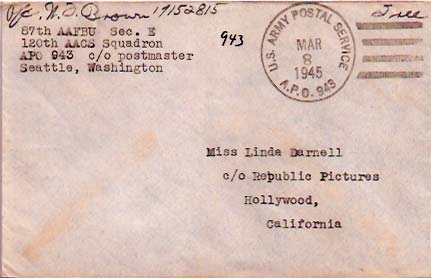 Pfc. W. D. Brown 17152815
Free
87th AAFBU Sec. E
120th AACS Squadron
APO 943 c/o postmaster
Seattle, Washington
943
U.S. ARMY POSTAL SERVICE
MAR
8
1945
A.P.O. 943
Miss Linda Darnell
c/o Republic Pictures
Hollywood,
California